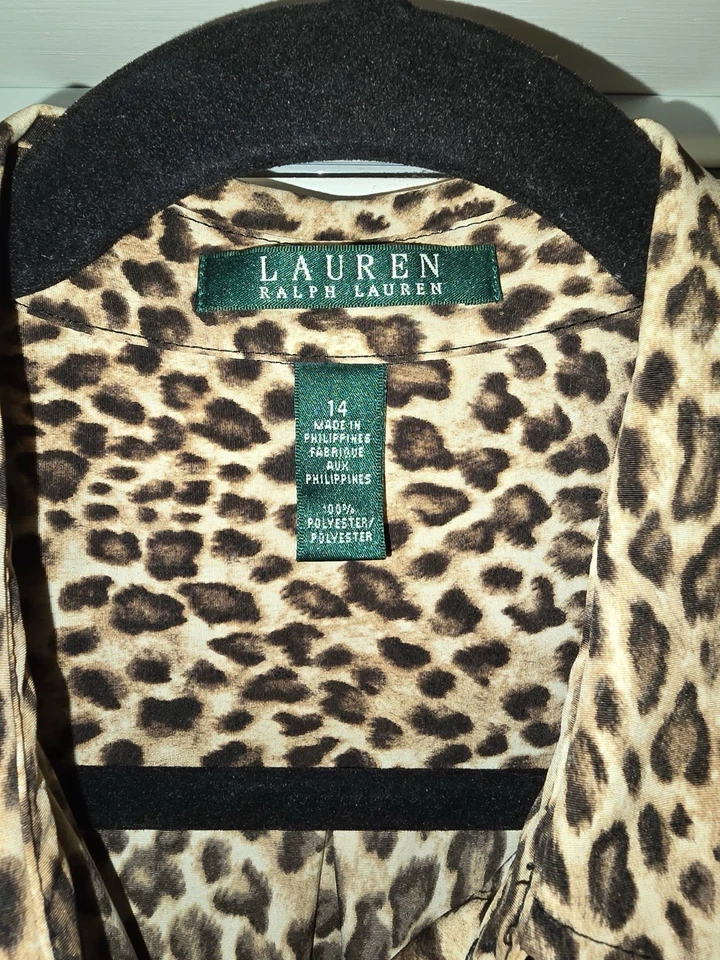 LAUREN
RALPH LAUREN
14
MADE IN
PHILIPPINES
FABRIQUE
AUX
PHILIPPINES
100%
POLYESTER/
POLYESTER